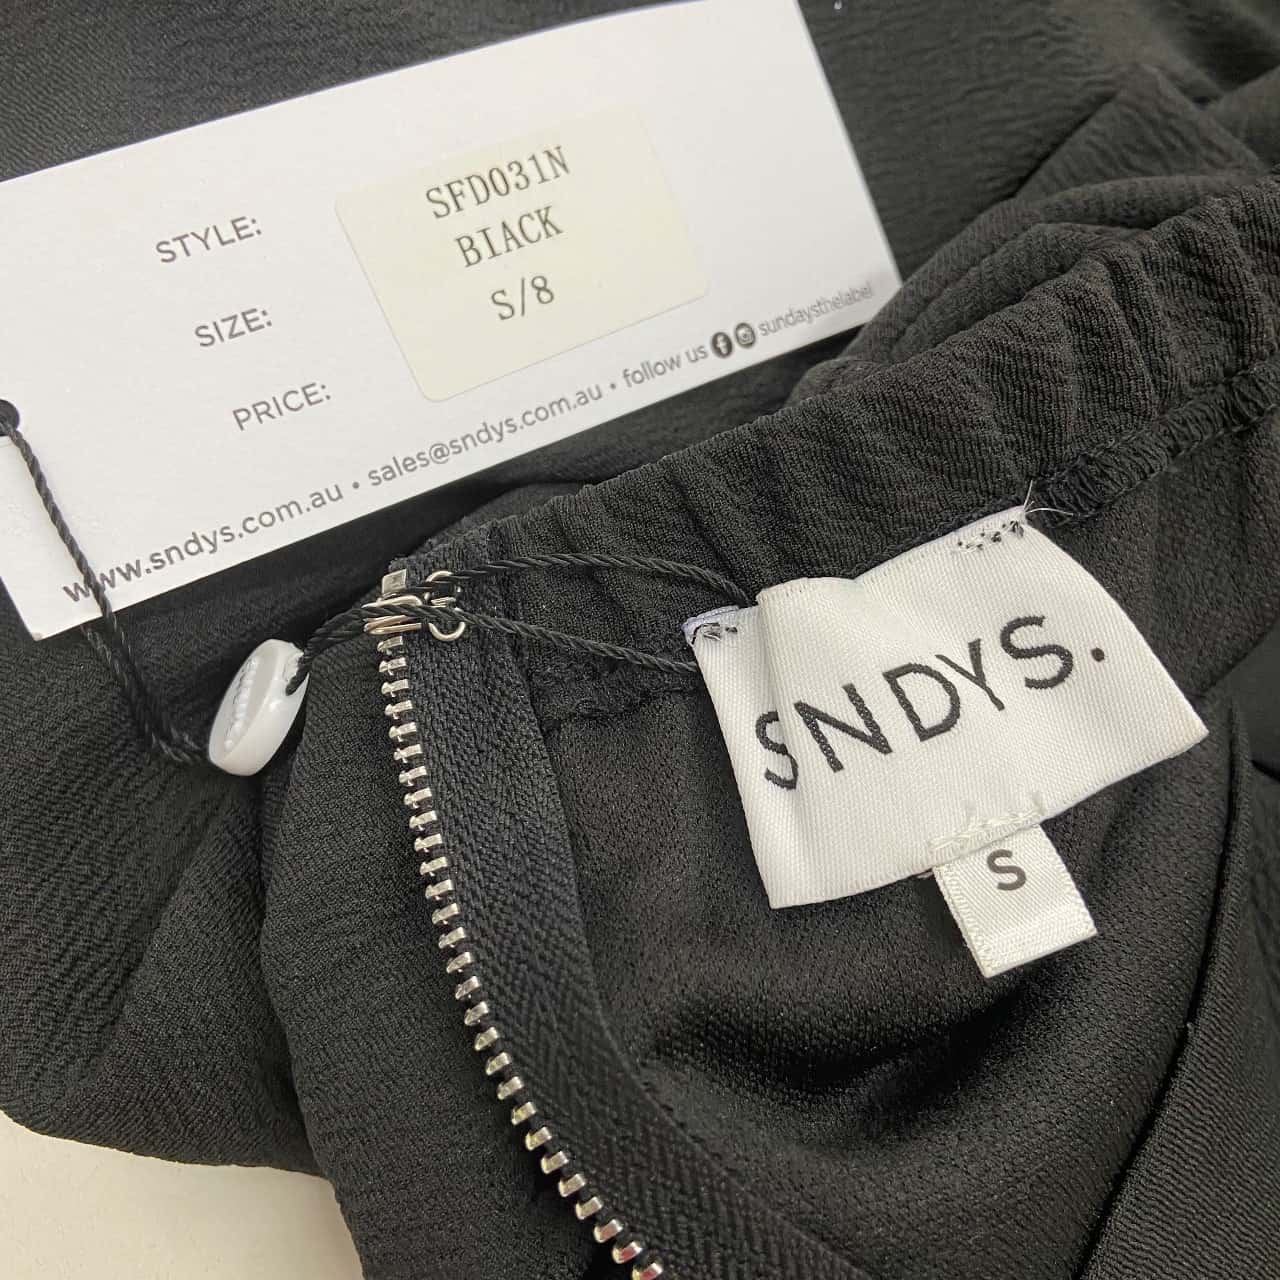 STYLE: SFD031N
BIACK
SIZE: S/8
PRICE:
www.sndys.com.au • sales@sndys.com.au • follow us sundaysthelabel
SNDYS.
S